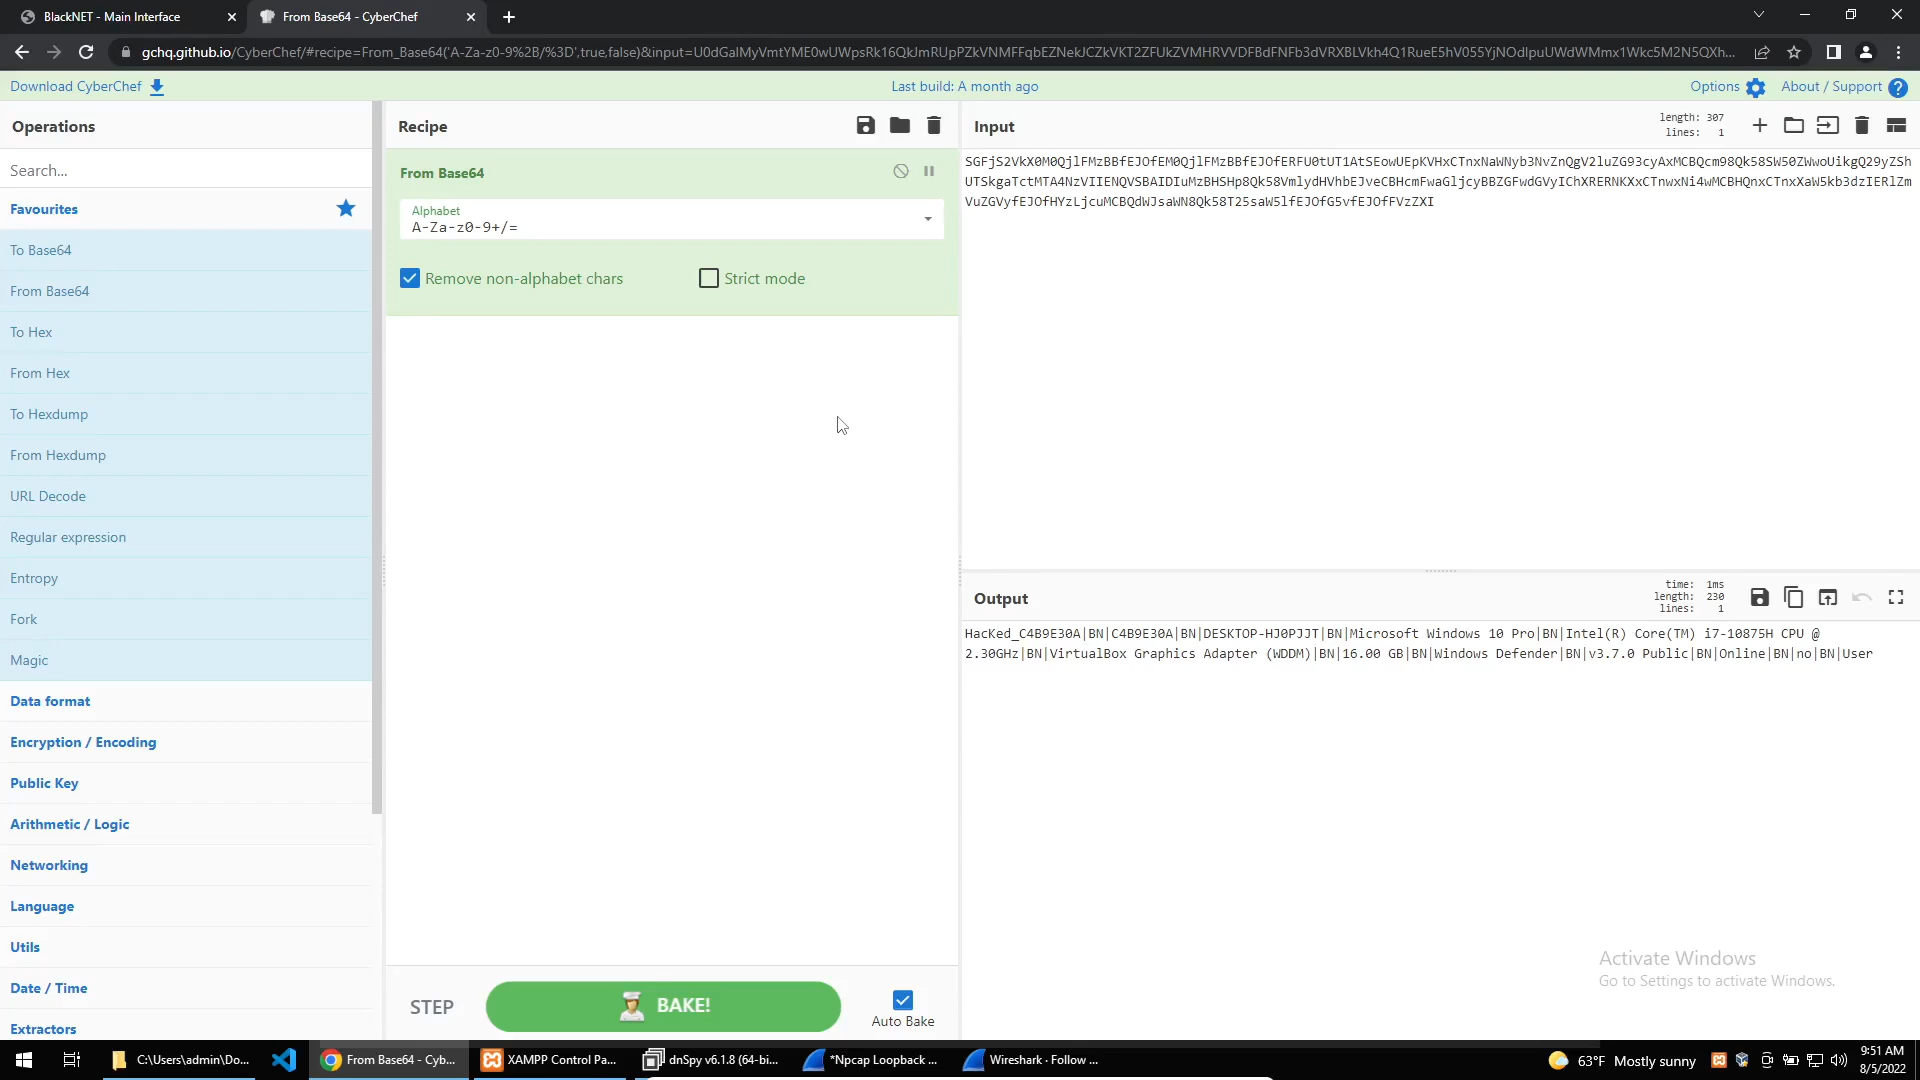 BlackNET - Main Interface
From Base64 - CyberChef
gchq.github.io/CyberChef/#recipe=From_Base64('A-Za-z0-9%2B/%3D',true,false)&input=
Download CyberChef
Last build: A month ago
Options
About / Support
Operations
Search...
Favourites
To Base64
From Base64
To Hex
From Hex
To Hexdump
From Hexdump
URL Decode
Regular expression
Entropy
Fork
Magic
Data format
Encryption / Encoding
Public Key
Arithmetic / Logic
Networking
Language
Utils
Date / Time
Extractors
Recipe
From Base64
Alphabet
A-Za-z0-9+/=
Remove non-alphabet chars
Strict mode
STEP
BAKE!
Auto Bake
Input
length: 307
lines: 1
Output
time: 1ms
length: 230
lines: 1
HacKed_C4B9E30A|BN|C4B9E30A|BN|DESKTOP-HJ0PJJT|BN|Microsoft Windows 10 Pro|BN|Intel(R) Core(TM) i7-10875H CPU @
2.30GHz|BN|VirtualBox Graphics Adapter (WDDM)|BN|16.00 GB|BN|Windows Defender|BN|v3.7.0 Public|BN|Online|BN|no|BN|User
Activate Windows
Go to Settings to activate Windows.
C:\Users\admin\Do...
From Base64 - Cyb...
XAMPP Control Pa...
dnSpy v6.1.8 (64-bi...
*Npcap Loopback ...
Wireshark · Follow ...
63°F Mostly sunny
9:51 AM
8/5/2022